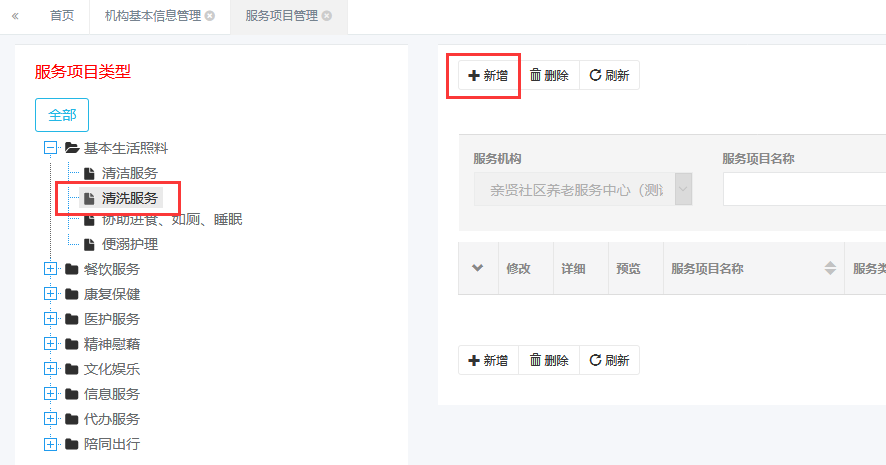 首页 机构基本信息管理 服务项目管理
服务项目类型
全部
基本生活照料
清洁服务
清洗服务
协助进食、如厕、睡眠
便溺护理
餐饮服务
康复保健
医护服务
精神慰藉
文化娱乐
信息服务
代办服务
陪同出行
新增 删除 刷新
服务机构 服务项目名称
亲贤社区养老服务中心（测
修改 详细 预览 服务项目名称 服务类
新增 删除 刷新